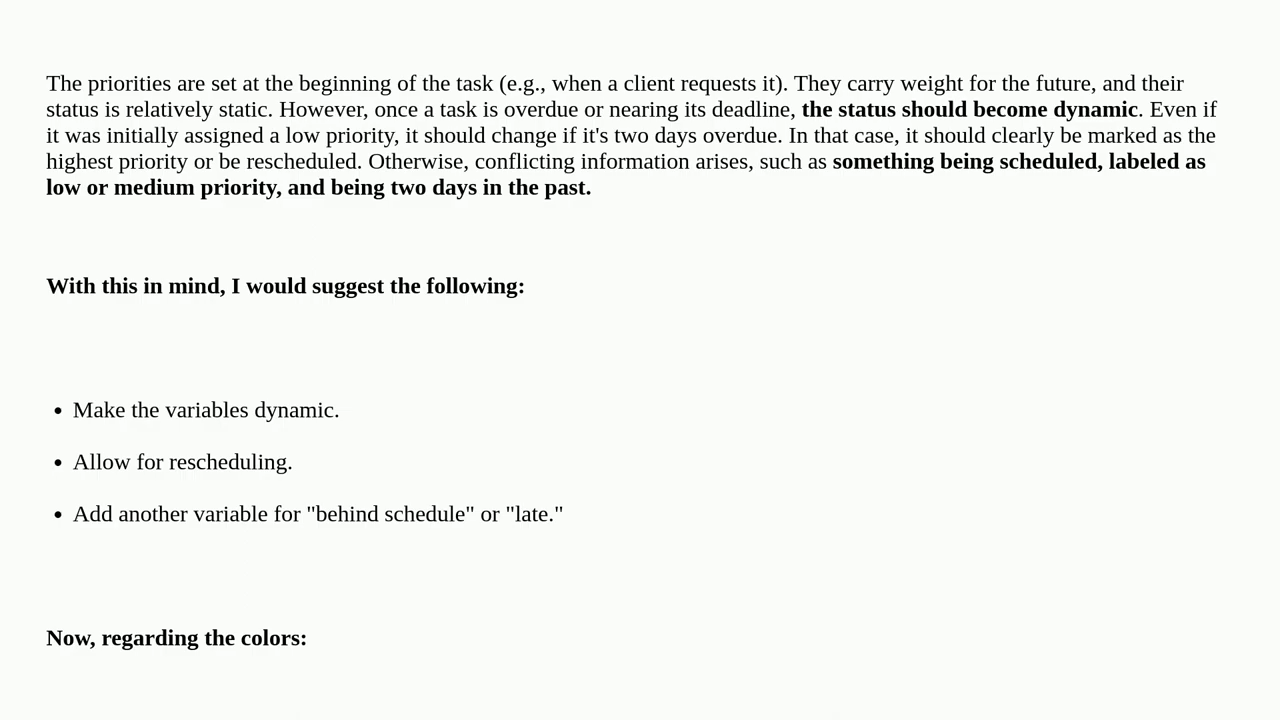 The priorities are set at the beginning of the task (e.g., when a client requests it). They carry weight for the future, and their
status is relatively static. However, once a task is overdue or nearing its deadline, the status should become dynamic. Even if
it was initially assigned a low priority, it should change if it's two days overdue. In that case, it should clearly be marked as the
highest priority or be rescheduled. Otherwise, conflicting information arises, such as something being scheduled, labeled as
low or medium priority, and being two days in the past.
With this in mind, I would suggest the following:
• Make the variables dynamic.
• Allow for rescheduling.
• Add another variable for "behind schedule" or "late."
Now, regarding the colors: